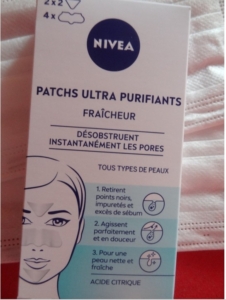 2x2
4x
NIVEA
PATCHS ULTRA PURIFIANTS
FRAÎCHEUR
DÉSOBSTRUENT
INSTANTANÉMENT LES PORES
TOUS TYPES DE PEAUX
1. Retirent
points noirs,
impuretés et
excès de sébum
2. Agissent
parfaitement
et en douceur
3. Pour une
peau nette et
fraîche
ACIDE CITRIQUE